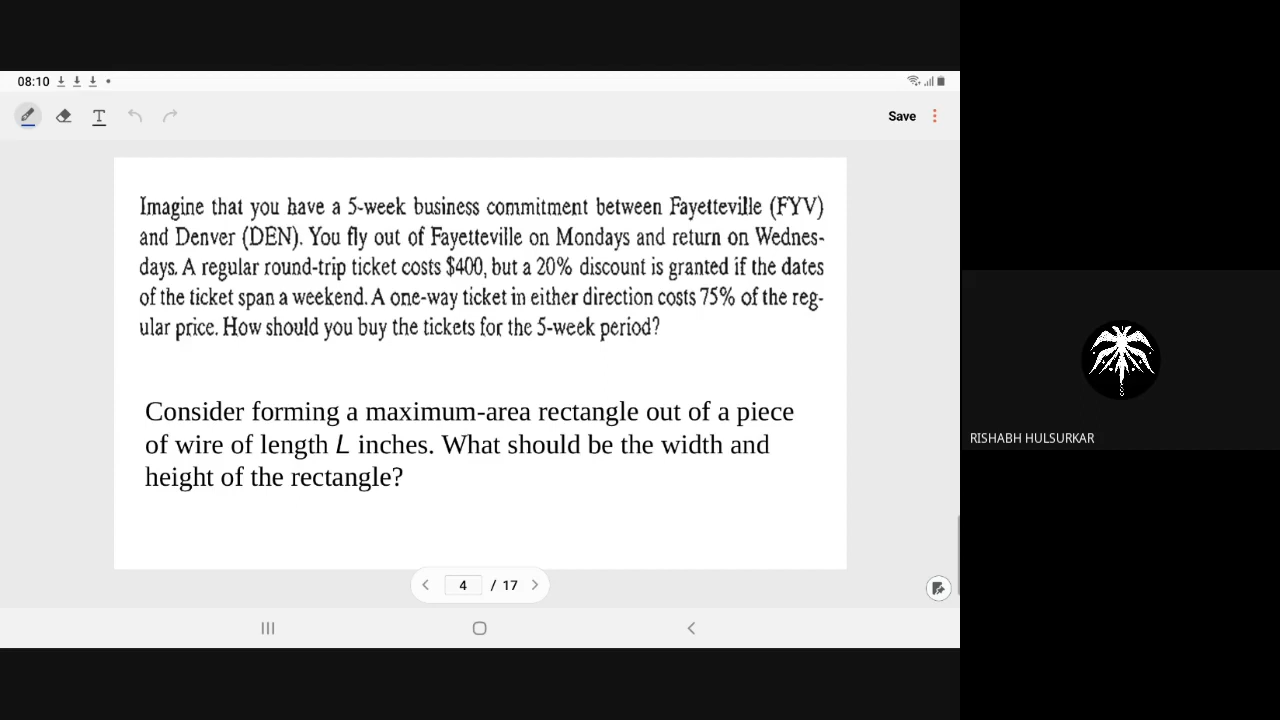 08:10
T
Save
Imagine that you have a 5-week business commitment between Fayetteville (FYV)
and Denver (DEN). You fly out of Fayetteville on Mondays and return on Wednes-
days. A regular round-trip ticket costs $400, but a 20% discount is granted if the dates
of the ticket span a weekend. A one-way ticket in either direction costs 75% of the reg-
ular price. How should you buy the tickets for the 5-week period?
Consider forming a maximum-area rectangle out of a piece
of wire of length L inches. What should be the width and
height of the rectangle?
4 / 17
RISHABH HULSURKAR